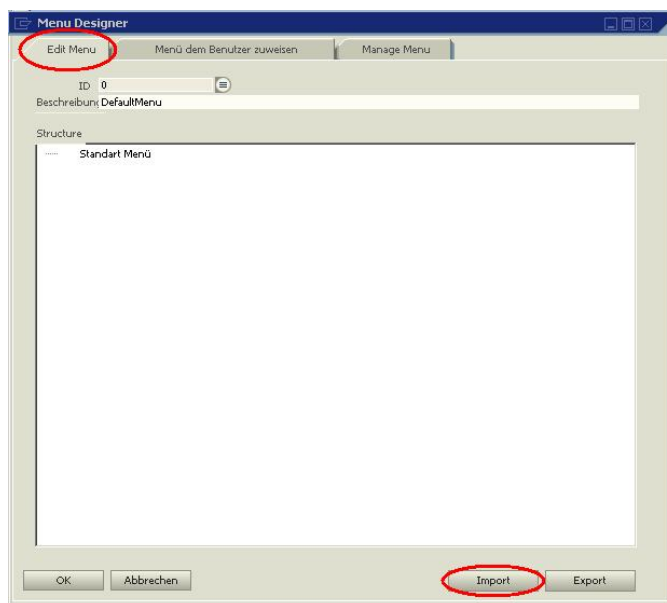 Menu Designer
Edit Menu Menü dem Benutzer zuweisen Manage Menu
ID 0
Beschreibung DefaultMenu
Structure
Standart Menü
OK Abbrechen Import Export